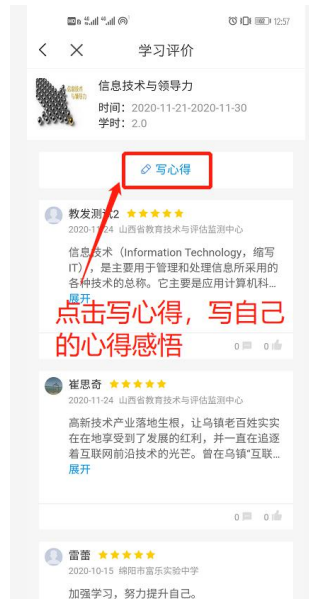 12:57
学习评价
信息技术与领导力
时间：2020-11-21-2020-11-30
学时：2.0
写心得
教发测试2
2020-11-24 山西省教育技术与评估监测中心
信息技术（Information Technology，缩写
IT），是主要用于管理和处理信息所采用的
各种技术的总称。它主要是应用计算机科...
展开
点击写心得，写自己
的心得感悟
0 0
崔思奇
2020-11-24 山西省教育技术与评估监测中心
高新技术产业落地生根，让乌镇老百姓实实
在在地享受到了发展的红利，并一直在追逐
着互联网前沿技术的光芒。曾在乌镇“互联...
展开
0 0
雷蕾
2020-10-15 绵阳市富乐实验中学
加强学习，努力提升自己。